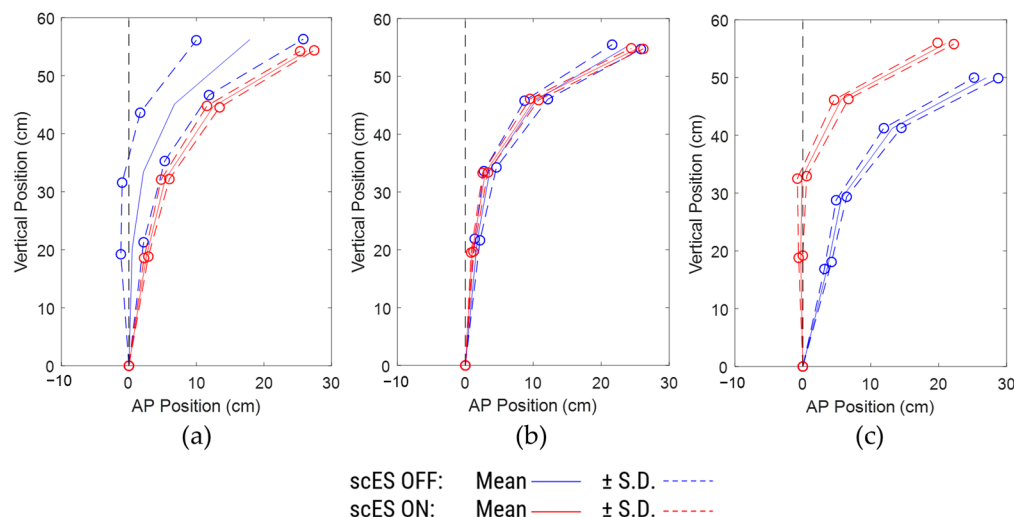 60
50
40
30
20
10
0
Vertical Position (cm)
−10 0 10 20 30
AP Position (cm)
(a)
60
50
40
30
20
10
0
Vertical Position (cm)
−10 0 10 20 30
AP Position (cm)
(b)
60
50
40
30
20
10
0
Vertical Position (cm)
−10 0 10 20 30
AP Position (cm)
(c)
scES OFF: Mean ± S.D.
scES ON: Mean ± S.D.